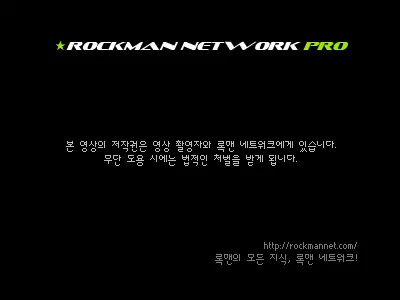 ★ROCKMAN NETWORK PRO
본 영상의 저작권은 영상 촬영자와 록맨 네트워크에게 있습니다.
무단 도용 시에는 법적인 처벌을 받게 됩니다.
http://rockmannet.com/
록맨의 모든 지식, 록맨 네트워크!